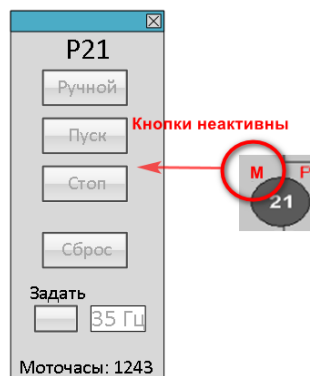 P21
Ручной
Пуск
Кнопки неактивны
Стоп
М Р
21
Сброс
Задать
35 Гц
Моточасы: 1243